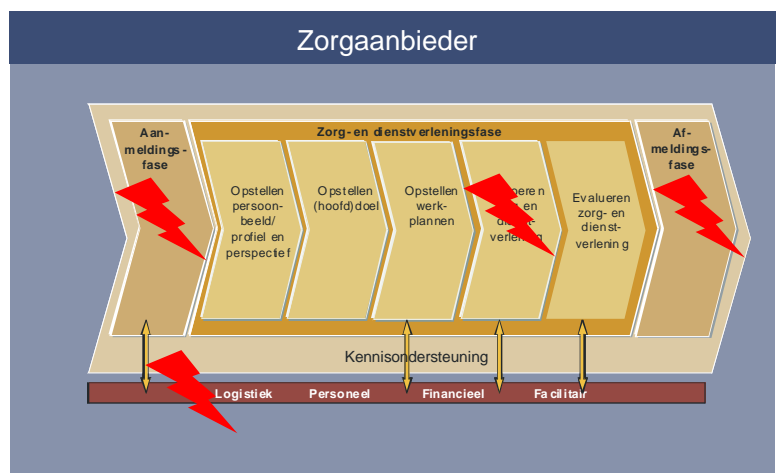 Zorgaanbieder
Aan-
meldings-
fase
Zorg- en dienstverleningsfase
Af-
meldings-
fase
Opstellen
persoon-
beeld/
profiel en
perspectief
Opstellen
(hoofd)doel
Opstellen
werk-
plannen
en
verlening
Evalueren
zorg- en
dienst-
verlening
Kennisondersteuning
Logistiek Personeel Financieel Facilitair